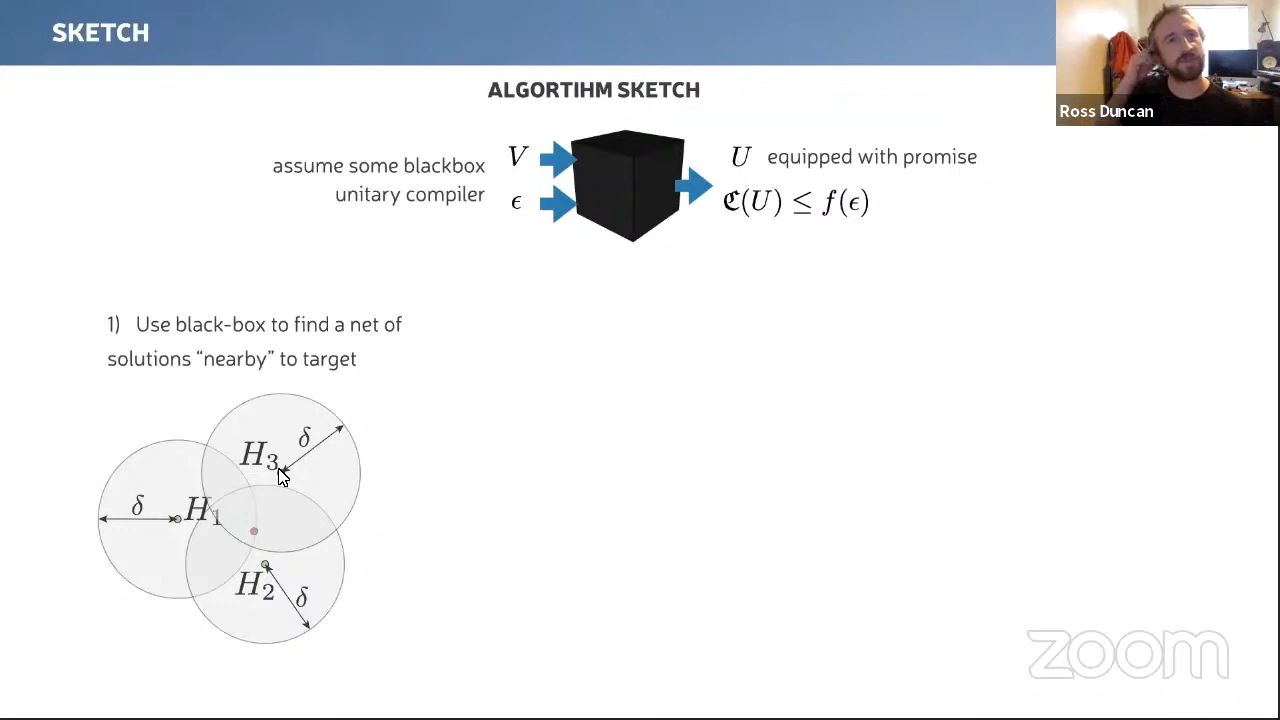 SKETCH
Ross Duncan
ALGORTIHM SKETCH
assume some blackbox
unitary compiler
V
ϵ
U equipped with promise
ℭ(U) ≤ f(ϵ)
1) Use black-box to find a net of
solutions “nearby” to target
δ
H₃
δ
H₁
H₂
δ
zoom